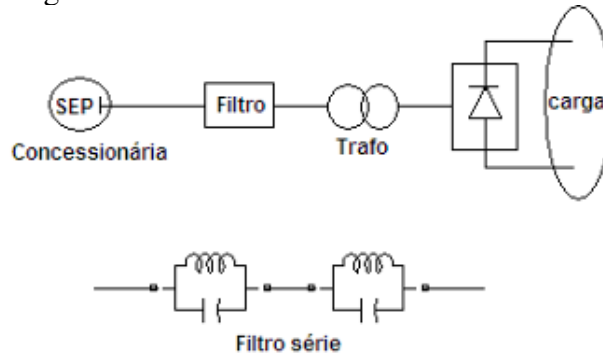 SEP
Filtro
carga
Concessionária
Trafo
Filtro série